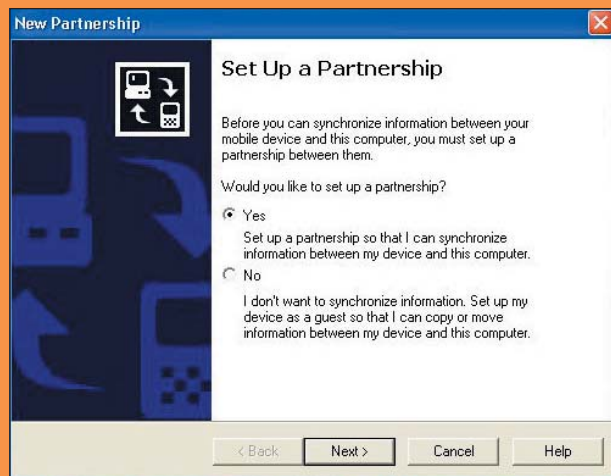 New Partnership
Set Up a Partnership
Before you can synchronize information between your
mobile device and this computer, you must set up a
partnership between them.
Would you like to set up a partnership?
Yes
Set up a partnership so that I can synchronize
information between my device and this computer.
No
I don't want to synchronize information. Set up my
device as a guest so that I can copy or move
information between my device and this computer.
< Back
Next >
Cancel
Help